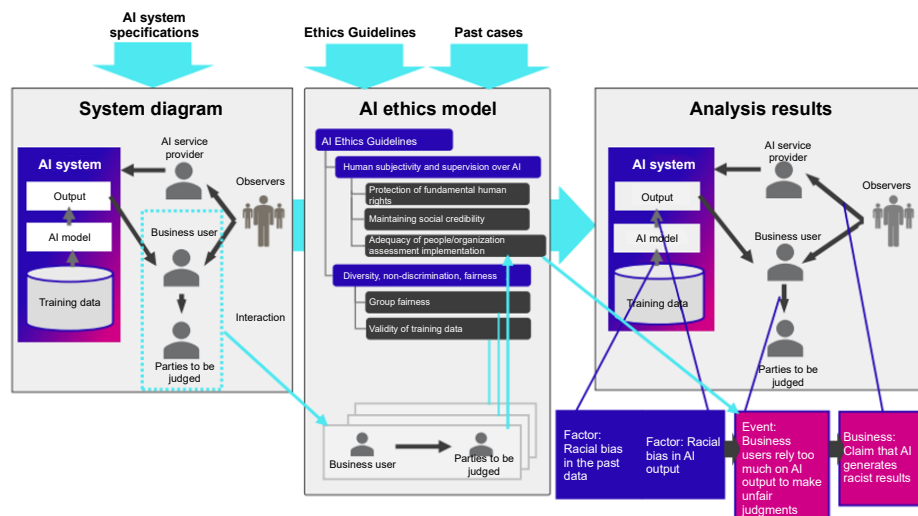 AI system
specifications
Ethics Guidelines
Past cases
System diagram
AI service
provider
AI system
Output
Observers
Business user
AI model
Training data
Interaction
Parties to be
judged
AI ethics model
AI Ethics Guidelines
Human subjectivity and supervision over AI
Protection of fundamental human
rights
Maintaining social credibility
Adequacy of people/organization
assessment implementation
Diversity, non-discrimination, fairness
Group fairness
Validity of training data
Business user
Parties to be
judged
Analysis results
AI service
provider
AI system
Output
Observers
Business user
AI model
Training data
Parties to be
judged
Factor:
Racial bias
in the past
data
Factor: Racial
bias in AI
output
Event:
Business
users rely too
much on AI
output to make
unfair
judgments
Business:
Claim that AI
generates
racist results